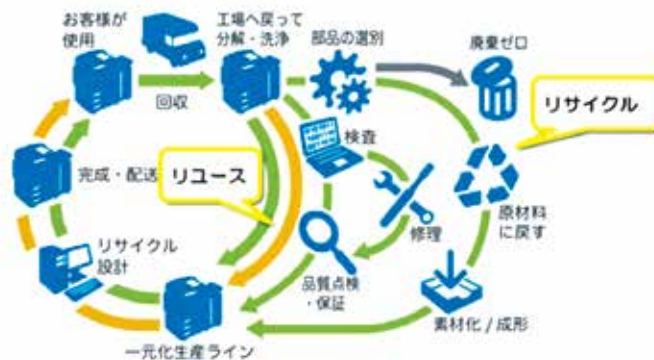 お客様が
使用
工場へ戻って
分解・洗浄
部品の選別
廃棄ゼロ
回収
リサイクル
検査
完成・配送
リユース
修理
原材料
に戻す
リサイクル
設計
品質点検
・保証
素材化 / 成形
一元化生産ライン